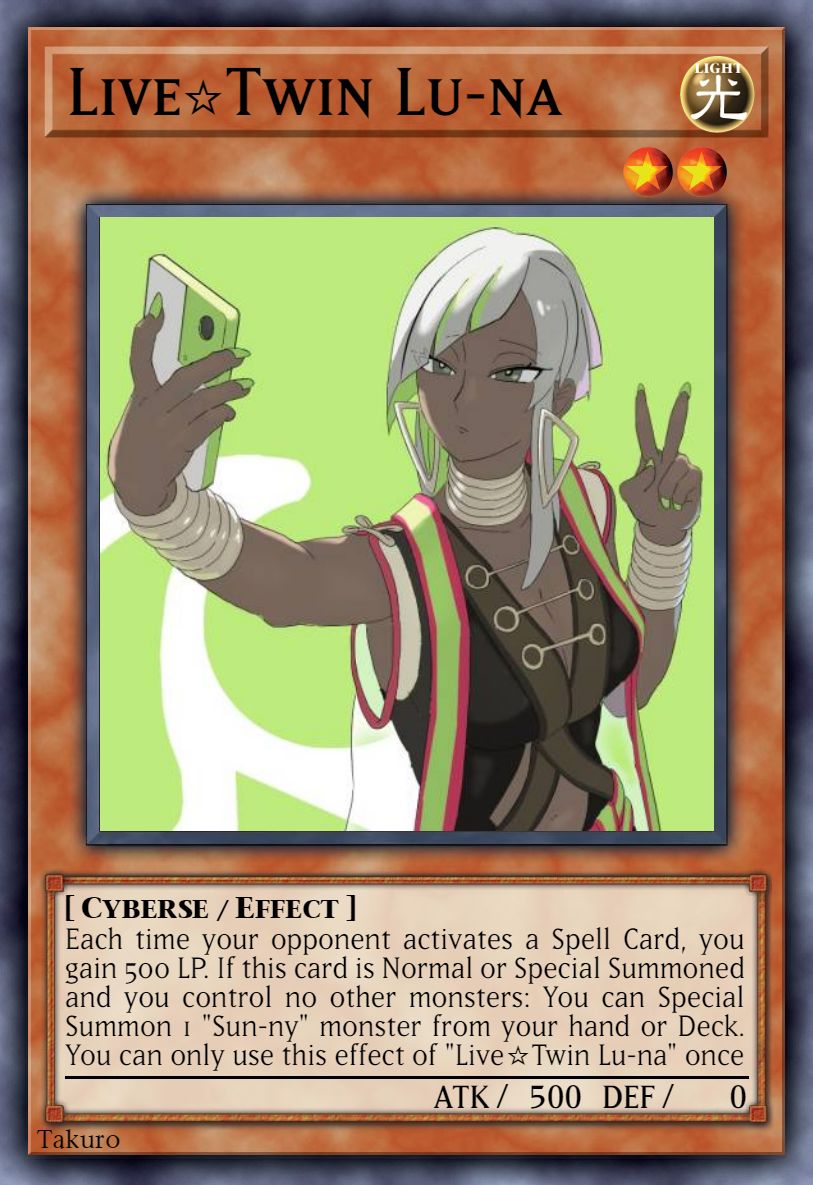 Live☆Twin Lu-na
LIGHT
光
[ Cyberse / Effect ]
Each time your opponent activates a Spell Card, you
gain 500 LP. If this card is Normal or Special Summoned
and you control no other monsters: You can Special
Summon 1 "Sun-ny" monster from your hand or Deck.
You can only use this effect of "Live☆Twin Lu-na" once
ATK / 500 DEF / 0
Takuro